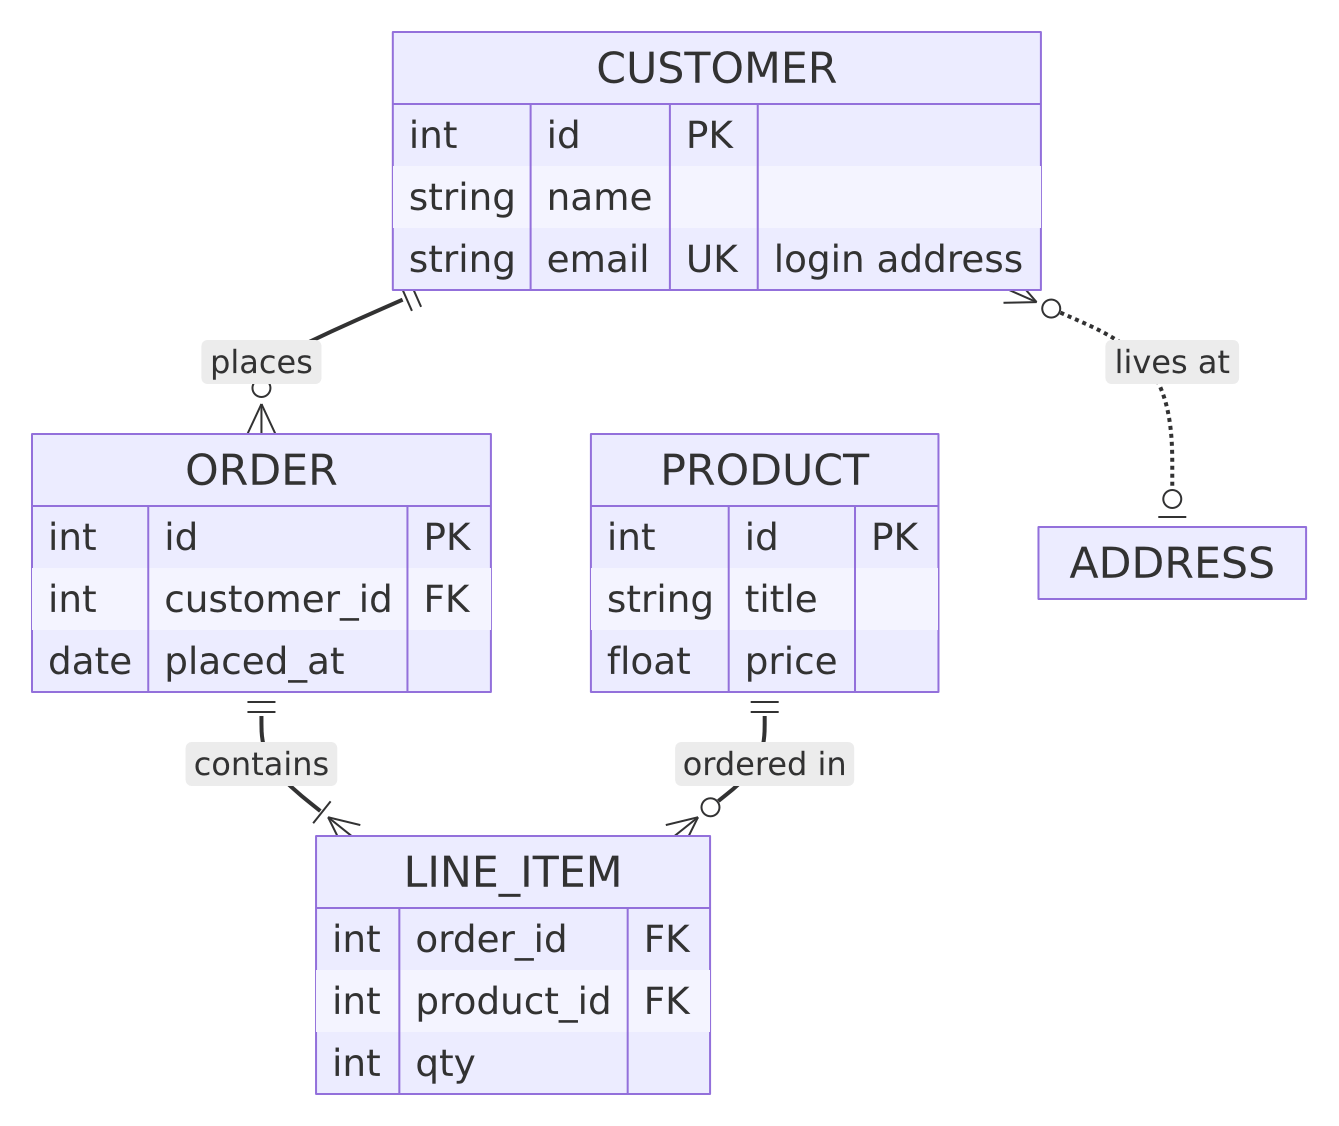 CUSTOMER
int id PK
string name
string email UK login address
places
lives at
ORDER
int id PK
int customer_id FK
date placed_at
PRODUCT
int id PK
string title
float price
ADDRESS
contains
ordered in
LINE_ITEM
int order_id FK
int product_id FK
int qty